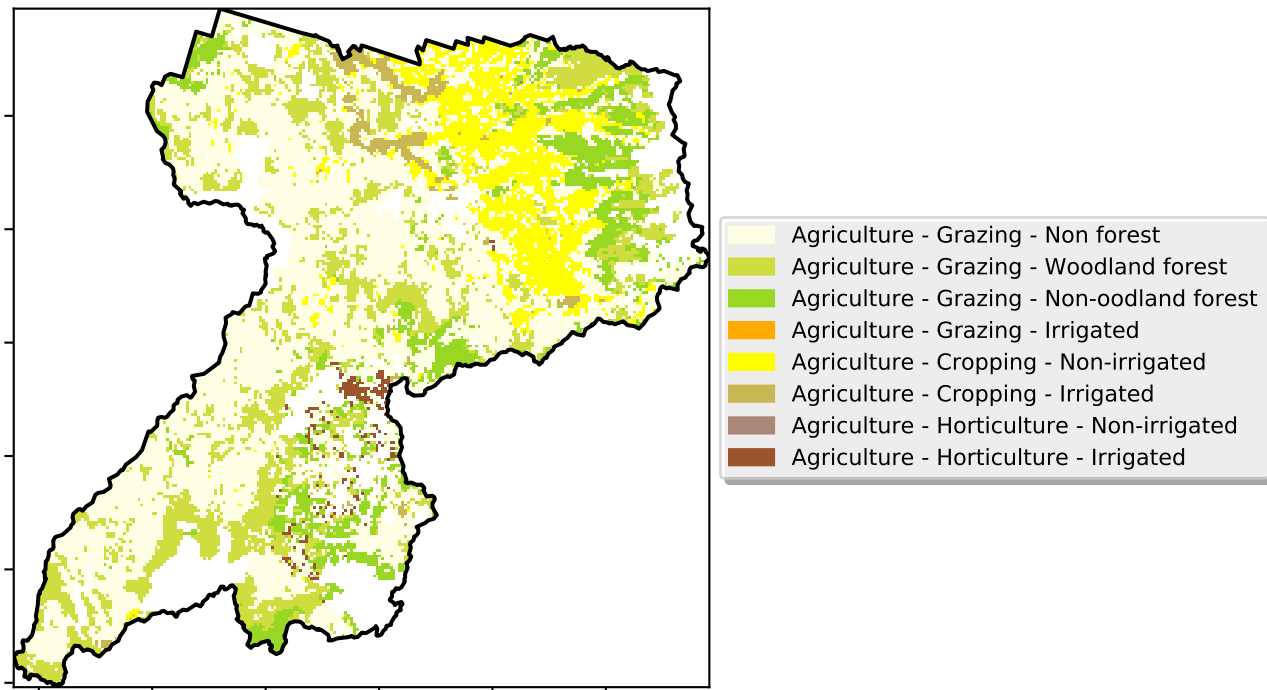 Agriculture - Grazing - Non forest
Agriculture - Grazing - Woodland forest
Agriculture - Grazing - Non-oodland forest
Agriculture - Grazing - Irrigated
Agriculture - Cropping - Non-irrigated
Agriculture - Cropping - Irrigated
Agriculture - Horticulture - Non-irrigated
Agriculture - Horticulture - Irrigated